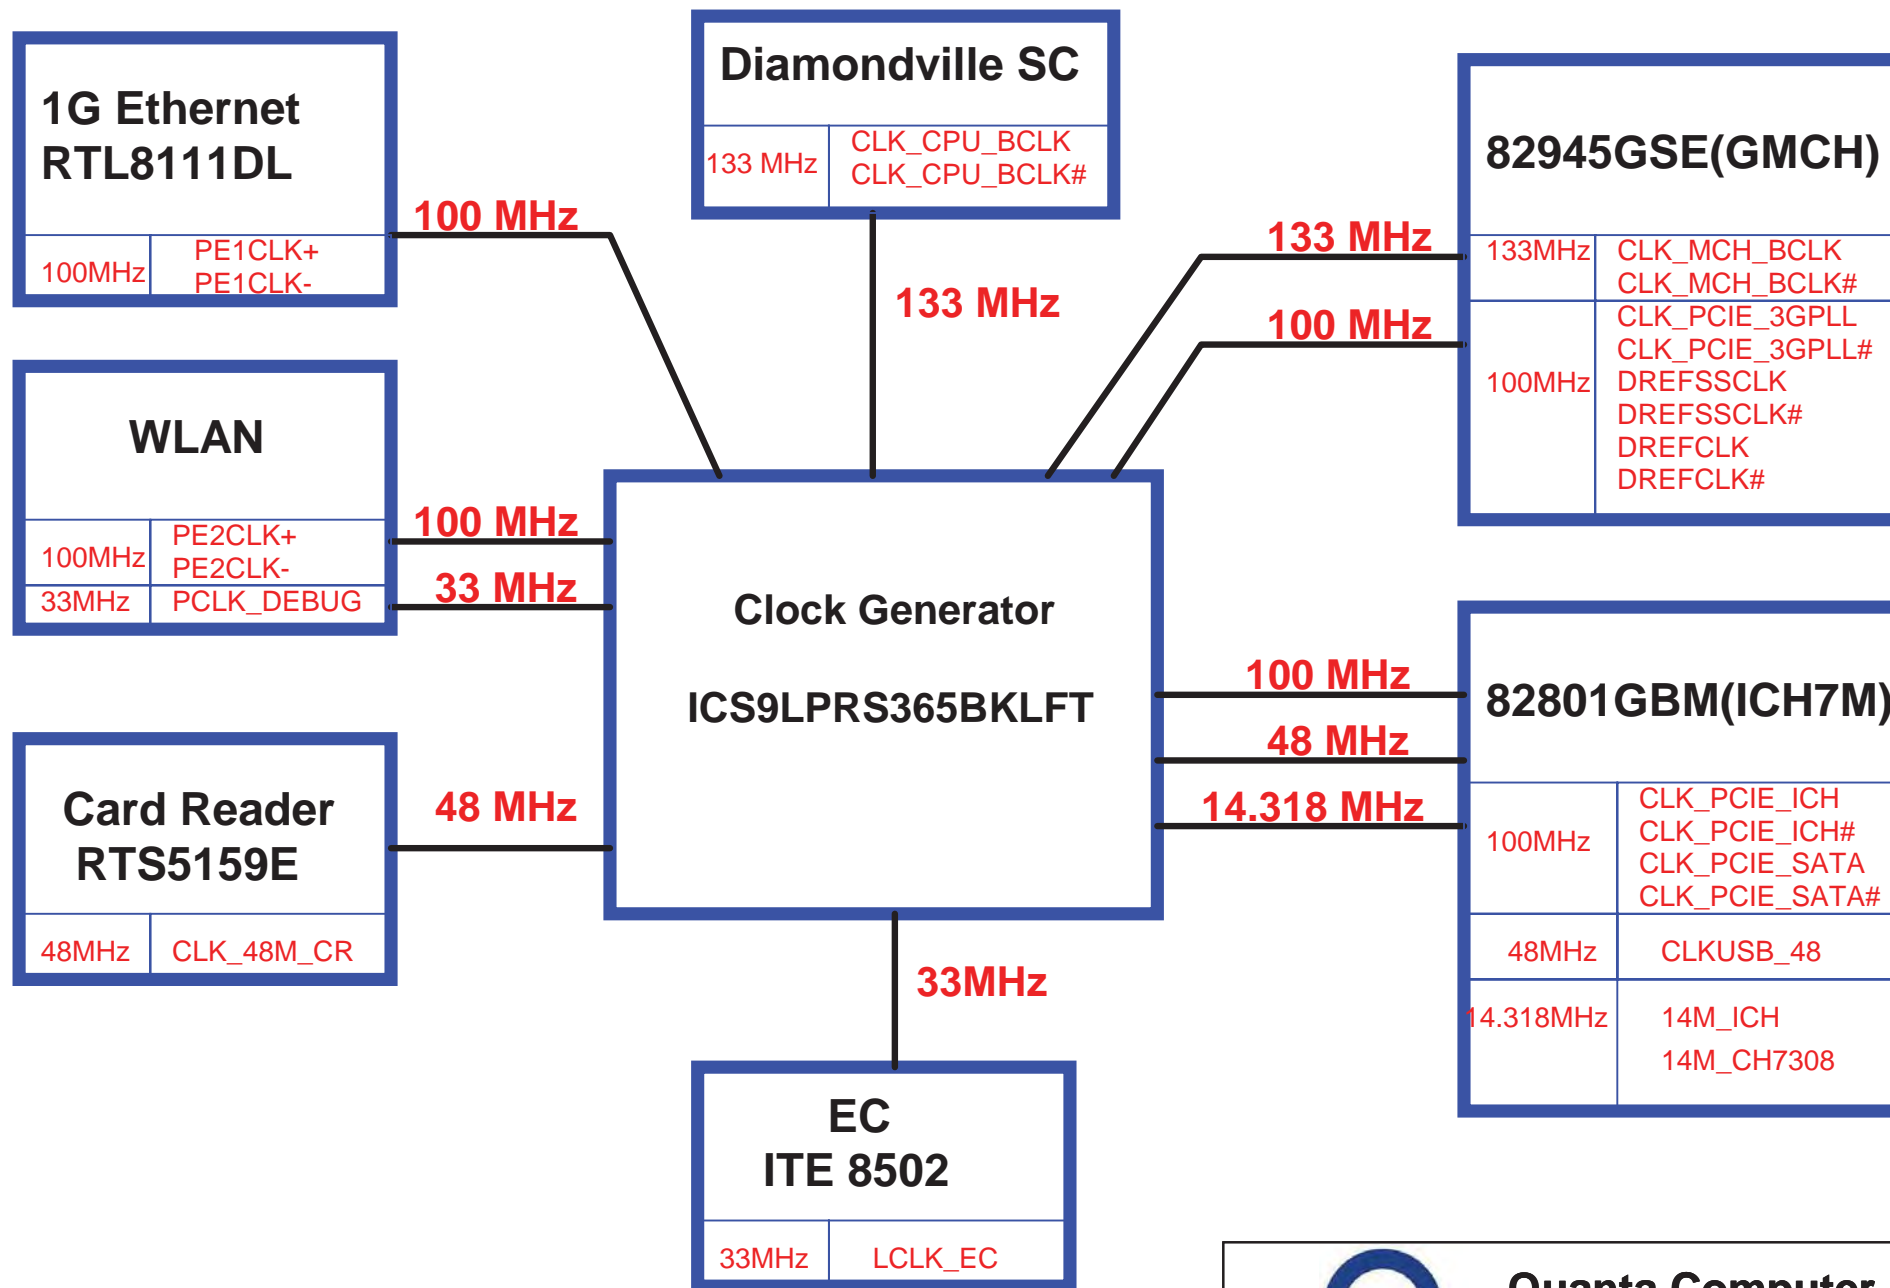 1G Ethernet
RTL8111DL
100MHz
PE1CLK+
PE1CLK-
100 MHz
Diamondville SC
133 MHz
CLK_CPU_BCLK
CLK_CPU_BCLK#
133 MHz
82945GSE(GMCH)
133 MHz
133MHz
CLK_MCH_BCLK
CLK_MCH_BCLK#
100 MHz
100MHz
CLK_PCIE_3GPLL
CLK_PCIE_3GPLL#
DREFSSCLK
DREFSSCLK#
DREFCLK
DREFCLK#
WLAN
100MHz
PE2CLK+
PE2CLK-
33MHz
PCLK_DEBUG
100 MHz
33 MHz
Clock Generator
ICS9LPRS365BKLFT
100 MHz
48 MHz
14.318 MHz
82801GBM(ICH7M)
100MHz
CLK_PCIE_ICH
CLK_PCIE_ICH#
CLK_PCIE_SATA
CLK_PCIE_SATA#
48MHz
CLKUSB_48
14.318MHz
14M_ICH
14M_CH7308
Card Reader
RTS5159E
48MHz
CLK_48M_CR
48 MHz
33MHz
EC
ITE 8502
33MHz
LCLK_EC
Quanta Computer